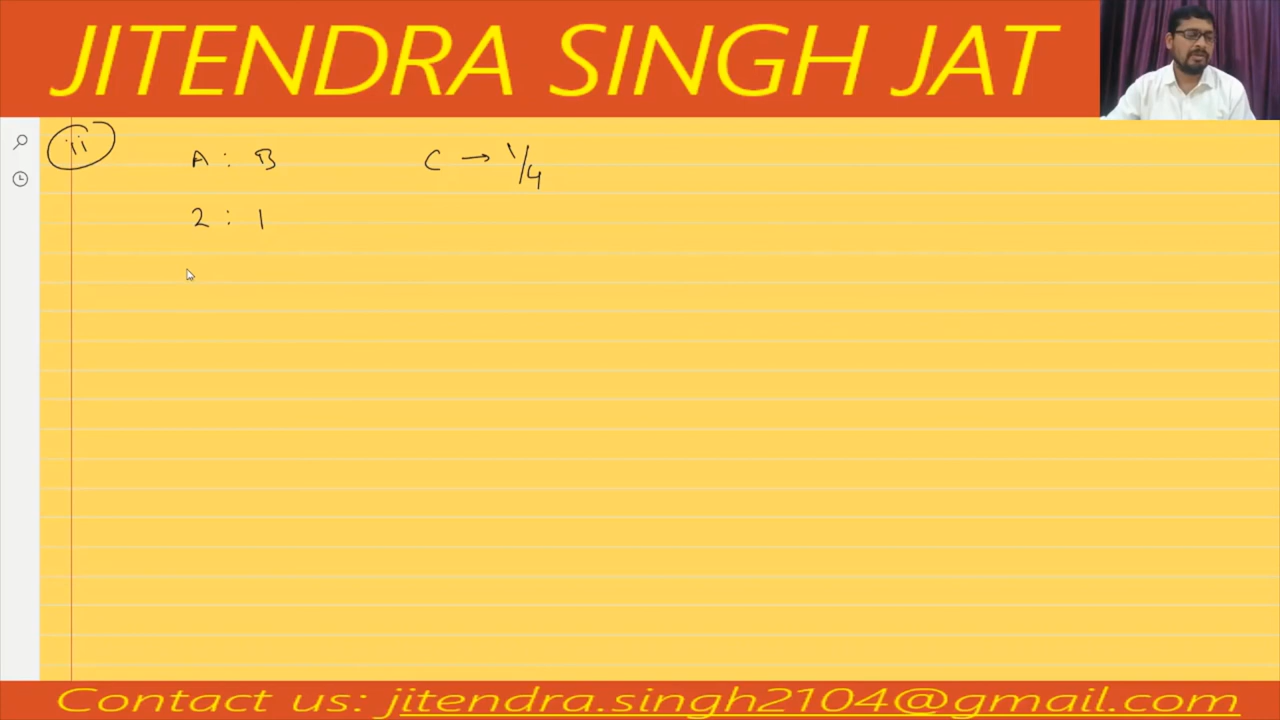 JITENDRA SINGH JAT
ii
A : B C → 1/4
2 : 1
Contact us: jitendra.singh2104@gmail.com